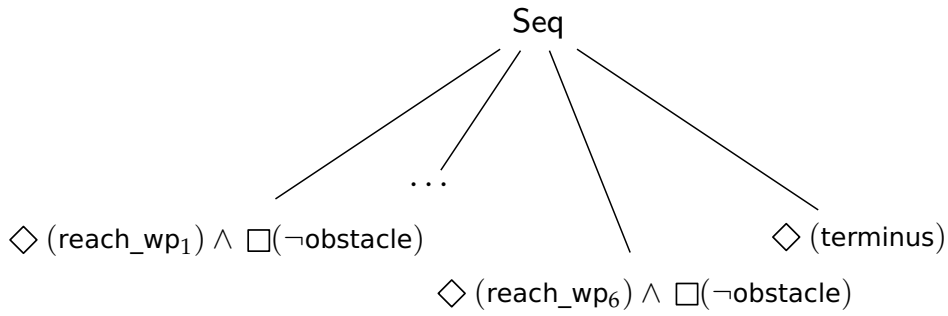 Seq
...
◇ (reach_wp₁) ∧ □(¬obstacle)
◇ (terminus)
◇ (reach_wp₆) ∧ □(¬obstacle)